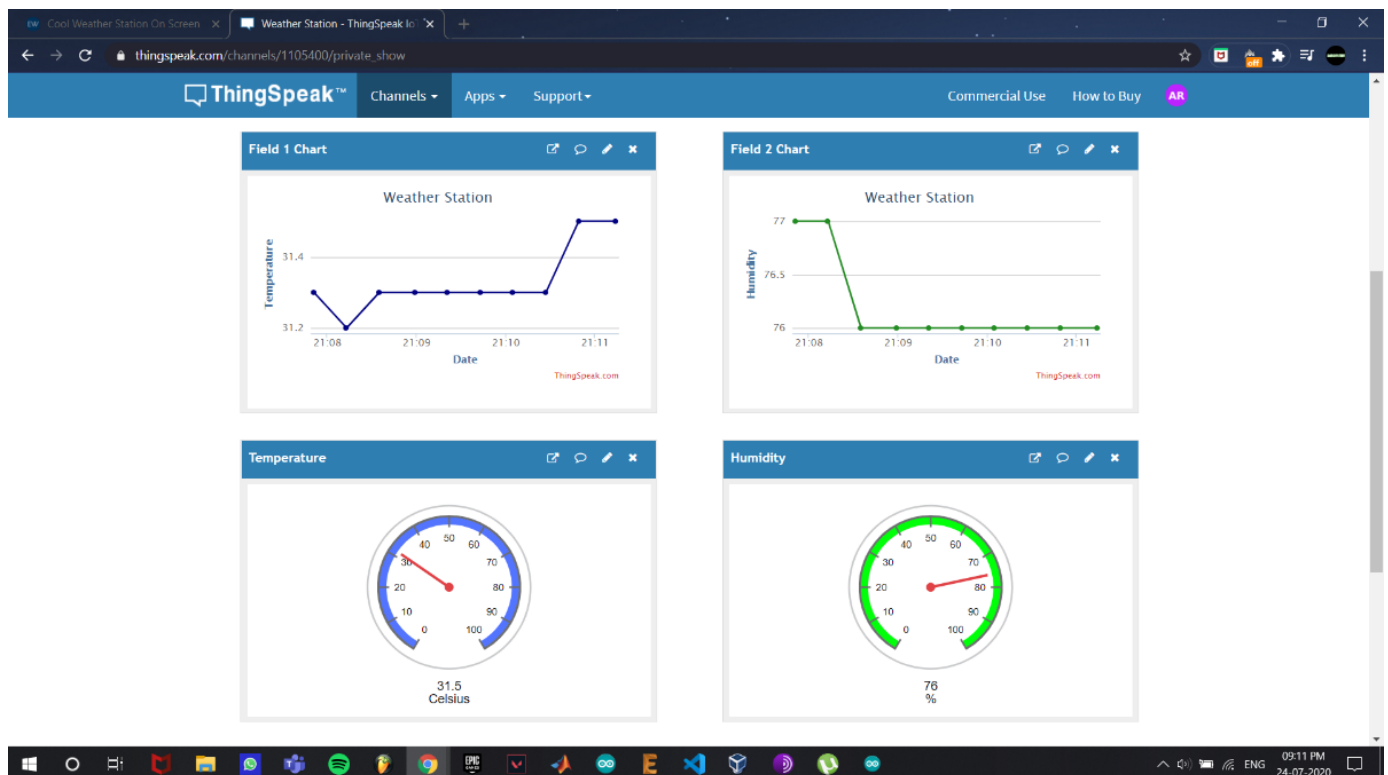 Cool Weather Station On Screen
Weather Station - ThingSpeak IoT
thingspeak.com/channels/1105400/private_show
off
ThingSpeak™ Channels Apps Support Commercial Use How to Buy AR
Field 1 Chart
Weather Station
Temperature
31.4
31.2
21:08 21:09 21:10 21:11
Date
ThingSpeak.com
Field 2 Chart
Weather Station
Humidity
77
76.5
76
21:08 21:09 21:10 21:11
Date
ThingSpeak.com
Temperature
0 10 20 30 40 50 60 70 80 90 100
31.5
Celsius
Humidity
0 10 20 30 40 50 60 70 80 90 100
76
%
EPIC
GAMES
ENG
09:11 PM
24-07-2020